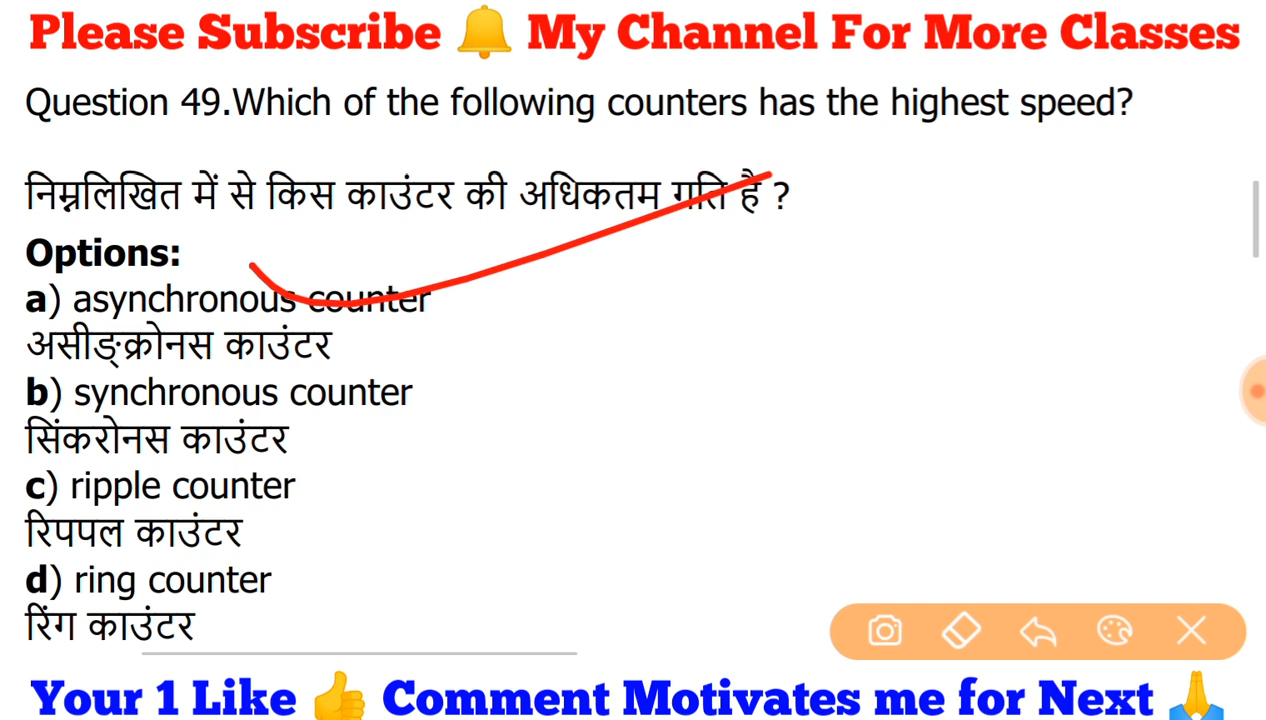 Please Subscribe 🔔 My Channel For More Classes
Question 49.Which of the following counters has the highest speed?
निम्नलिखित में से किस काउंटर की अधिकतम गति है ?
Options:
a) asynchronous counter
असीङ्क्रोनस काउंटर
b) synchronous counter
सिंकरोनस काउंटर
c) ripple counter
रिपपल काउंटर
d) ring counter
रिंग काउंटर
Your 1 Like 👍 Comment Motivates me for Next 🙏